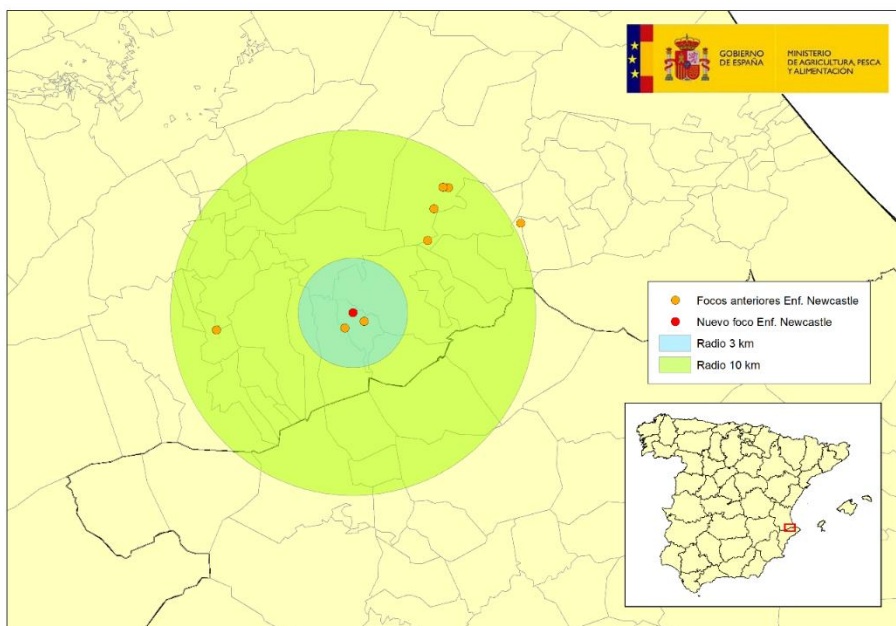 GOBIERNO
DE ESPAÑA
MINISTERIO
DE AGRICULTURA, PESCA
Y ALIMENTACIÓN
Focos anteriores Enf. Newcastle
Nuevo foco Enf. Newcastle
Radio 3 km
Radio 10 km